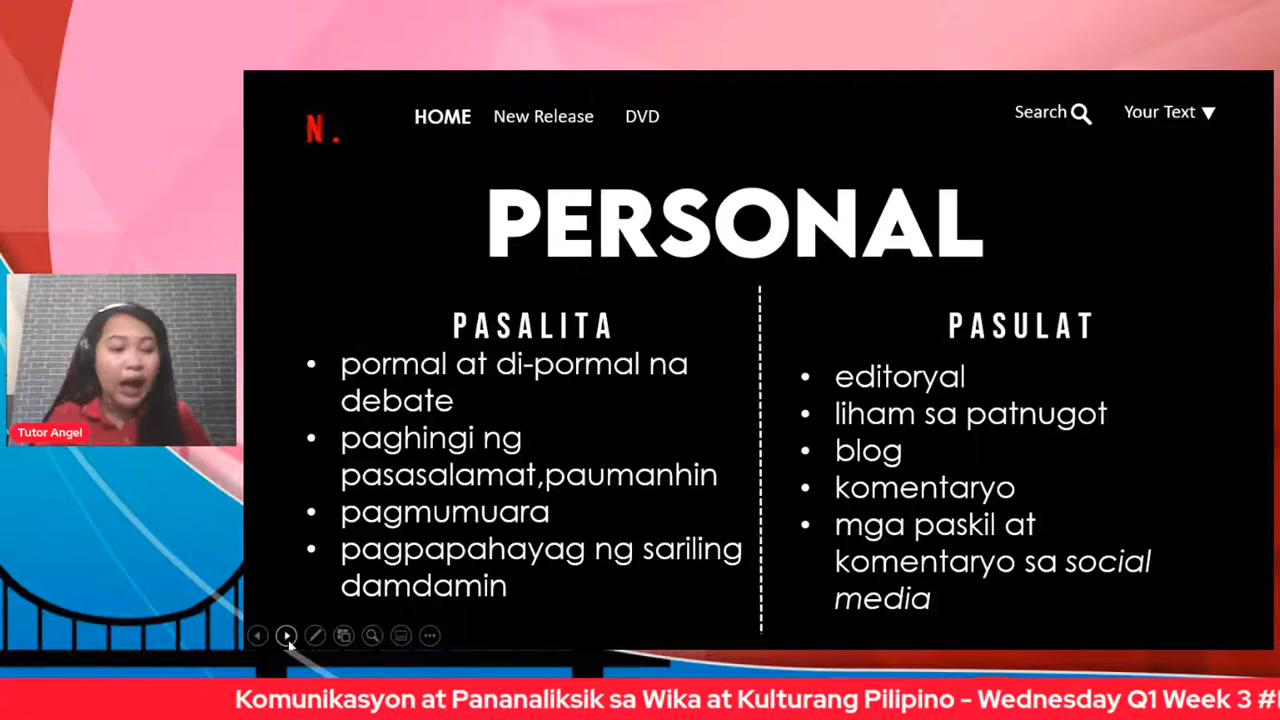 N.
HOME New Release DVD Search Your Text
PERSONAL
PASALITA
• pormal at di-pormal na
debate
• paghingi ng
pasasalamat,paumanhin
• pagmumuara
• pagpapahayag ng sariling
damdamin
PASULAT
• editoryal
• liham sa patnugot
• blog
• komentaryo
• mga paskil at
komentaryo sa social
media
Tutor Angel
Komunikasyon at Pananaliksik sa Wika at Kulturang Pilipino - Wednesday Q1 Week 3